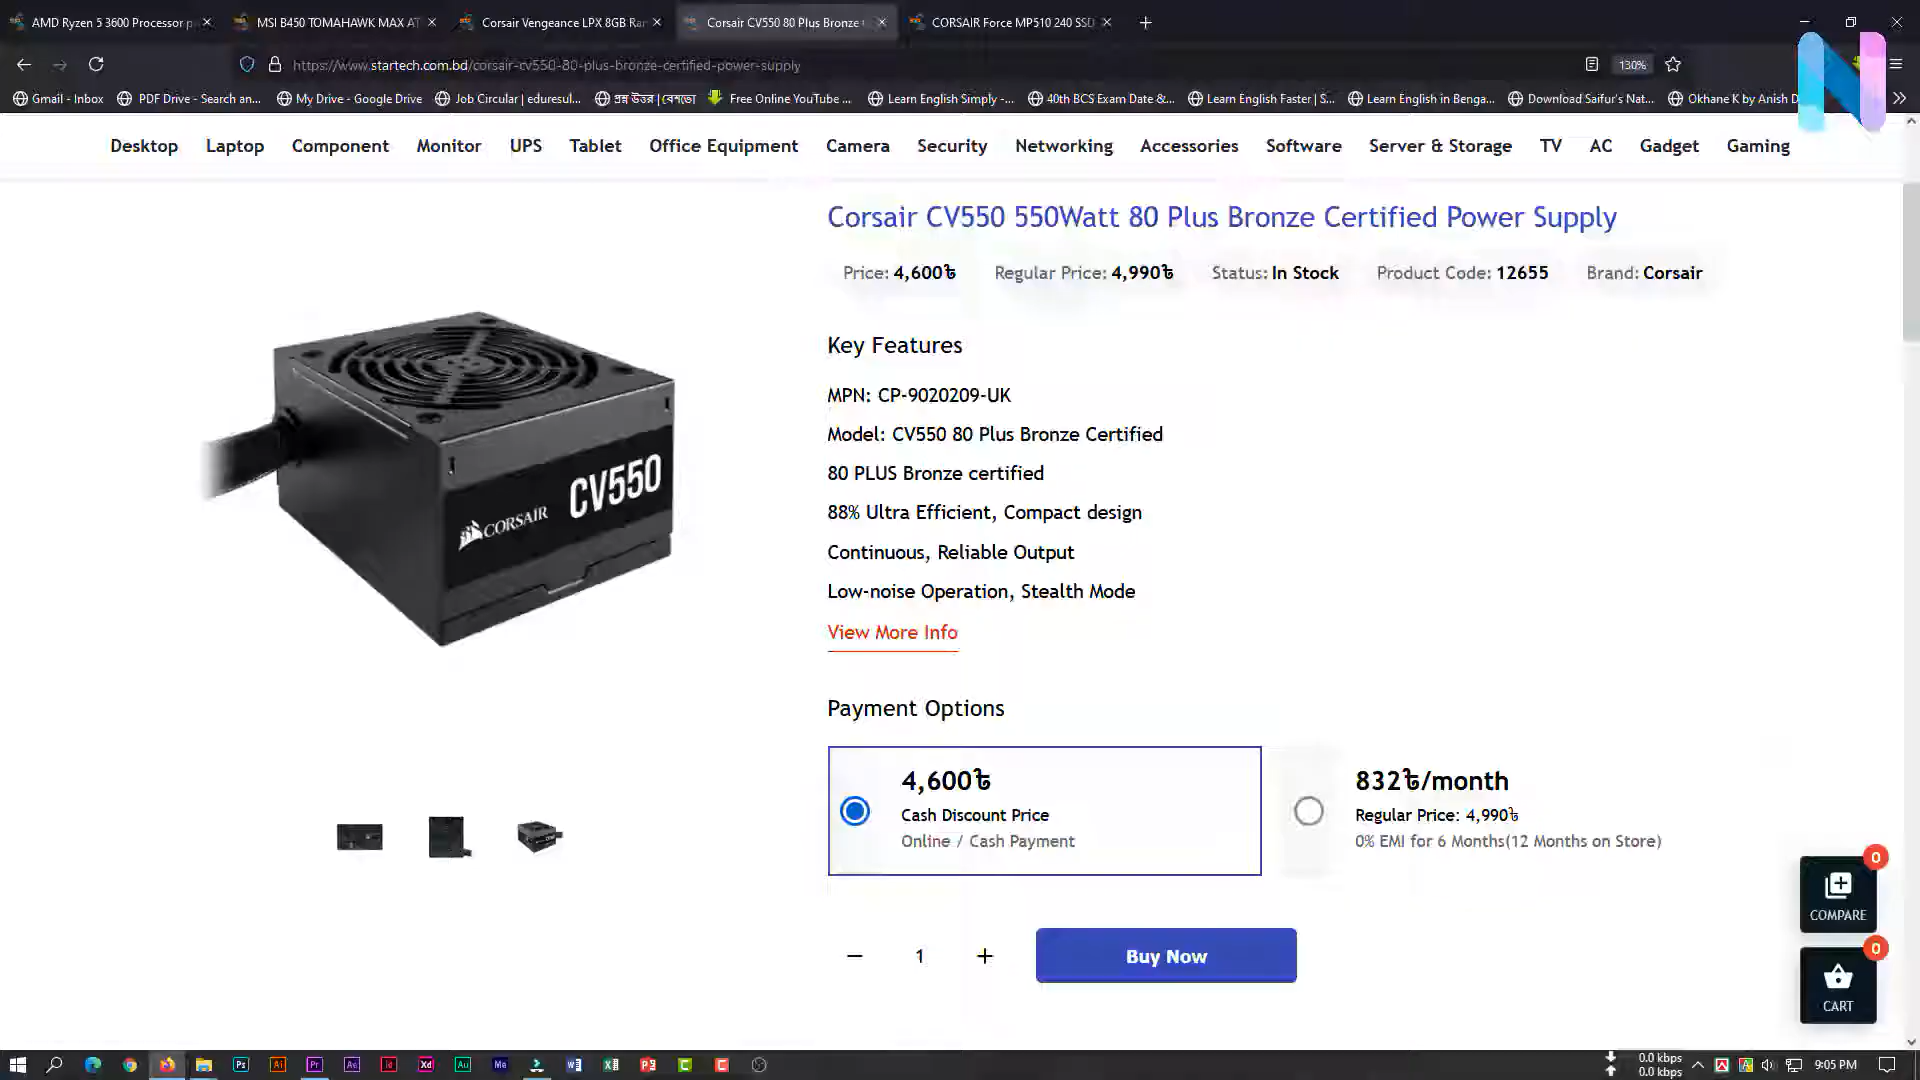 AMD Ryzen 5 3600 Processor p
MSI B450 TOMAHAWK MAX AT
Corsair Vengeance LPX 8GB Ra
Corsair CV550 80 Plus Bronze
CORSAIR Force MP510 240 SSD
https://www.startech.com.bd/corsair-cv550-80-plus-bronze-certified-power-supply
130%
Gmail - Inbox
PDF Drive - Search an...
My Drive - Google Drive
Job Circular | eduresul...
প্রশ্ন উত্তর | বেশতো
Free Online YouTube ...
Learn English Simply -...
40th BCS Exam Date &...
Learn English Faster | S...
Learn English in Benga...
Download Saifur's Nat...
Okhane K by Anish D
Desktop Laptop Component Monitor UPS Tablet Office Equipment Camera Security Networking Accessories Software Server & Storage TV AC Gadget Gaming
Corsair CV550 550Watt 80 Plus Bronze Certified Power Supply
Price: 4,600৳ Regular Price: 4,990৳ Status: In Stock Product Code: 12655 Brand: Corsair
Key Features
MPN: CP-9020209-UK
Model: CV550 80 Plus Bronze Certified
80 PLUS Bronze certified
88% Ultra Efficient, Compact design
Continuous, Reliable Output
Low-noise Operation, Stealth Mode
View More Info
CORSAIR CV550
Payment Options
4,600৳
Cash Discount Price
Online / Cash Payment
832৳/month
Regular Price: 4,990৳
0% EMI for 6 Months(12 Months on Store)
0
COMPARE
0
CART
1
Buy Now
0.0 kbps
0.0 kbps
9:05 PM